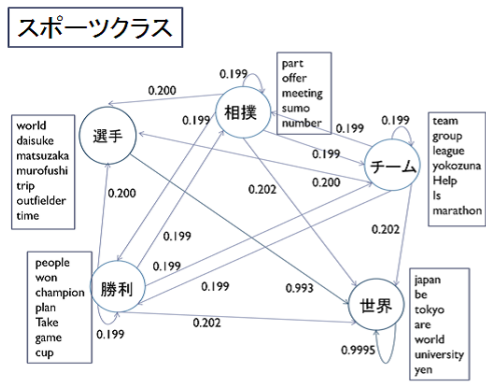 スポーツクラス
part
offer
meeting
sumo
number
0.199
0.200
相撲
0.199
0.199
0.199
team
group
league
yokozuna
Help
Is
marathon
world
daisuke
matsuzaka
murofushi
trip
outfielder
time
選手
0.199
チーム
0.200
0.202
0.200
0.202
0.199
0.199
people
won
champion
plan
Take
game
cup
勝利
0.199
0.993
世界
japan
be
tokyo
are
world
university
yen
0.199
0.202
0.9995